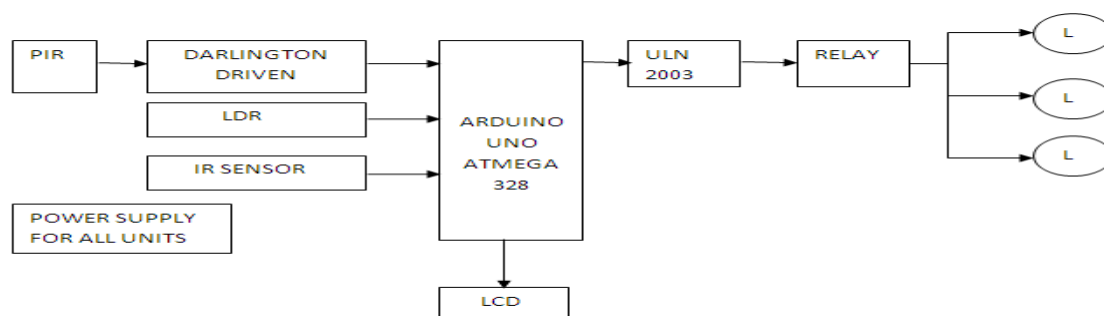 PIR
DARLINGTON
DRIVEN
LDR
IR SENSOR
POWER SUPPLY
FOR ALL UNITS
ARDUINO
UNO
ATMEGA
328
LCD
ULN
2003
RELAY
L
L
L